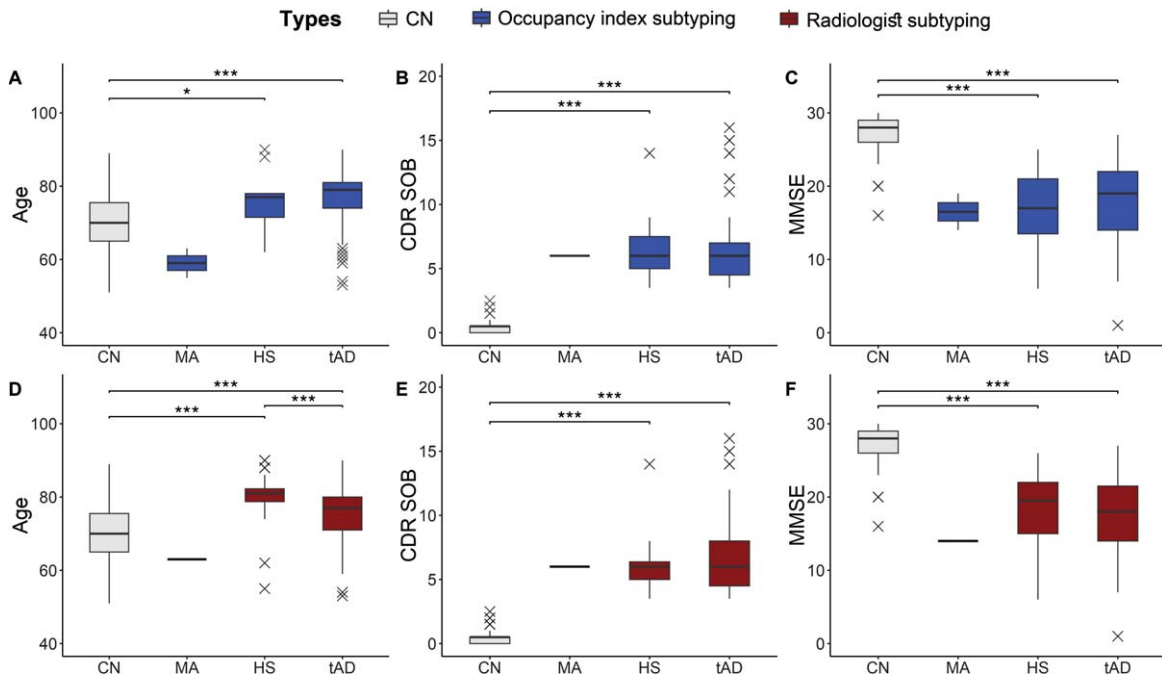 Types CN Occupancy index subtyping Radiologist subtyping
A
***
*
Age
100
80
60
40
CN MA HS tAD
B
***
***
CDR SOB
20
15
10
5
0
CN MA HS tAD
C
***
***
MMSE
30
20
10
0
CN MA HS tAD
D
***
***
***
Age
100
80
60
40
CN MA HS tAD
E
***
***
CDR SOB
20
15
10
5
0
CN MA HS tAD
F
***
***
MMSE
30
20
10
0
CN MA HS tAD